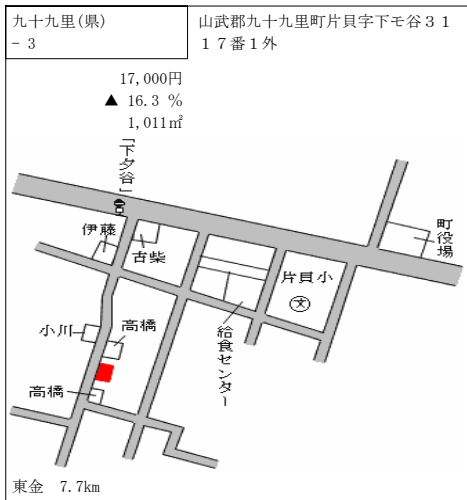 九十九里(県)
- 3
山武郡九十九里町片貝字下モ谷31
17番1外
17,000円
▲ 16.3 %
1,011㎡
「下夕谷」
伊藤
古柴
町役場
片貝小
文
小川
高橋
給食センター
高橋
東金 7.7km